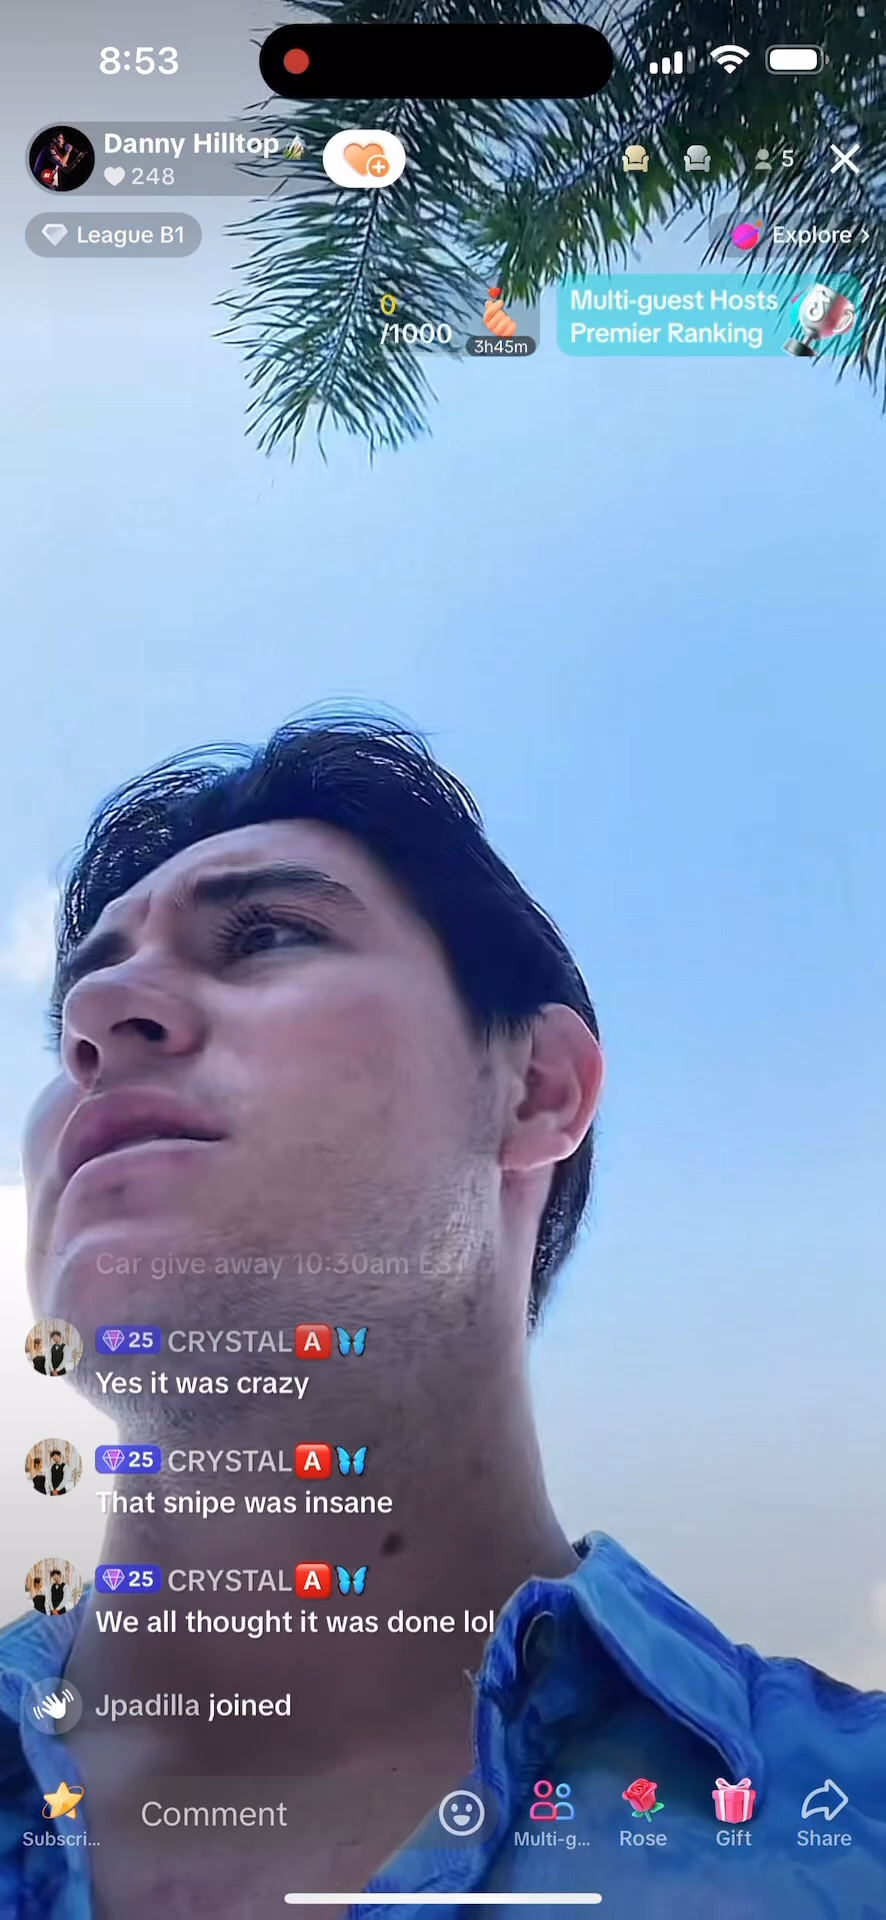 8:53
Danny Hilltop
248
5
League B1
Explore
0
/1000
3h45m
Multi-guest Hosts
Premier Ranking
Car give away 10:30am EST
25 CRYSTAL A
Yes it was crazy
25 CRYSTAL A
That snipe was insane
25 CRYSTAL A
We all thought it was done lol
Jpadilla joined
Comment
Subscri...
Multi-g...
Rose
Gift
Share